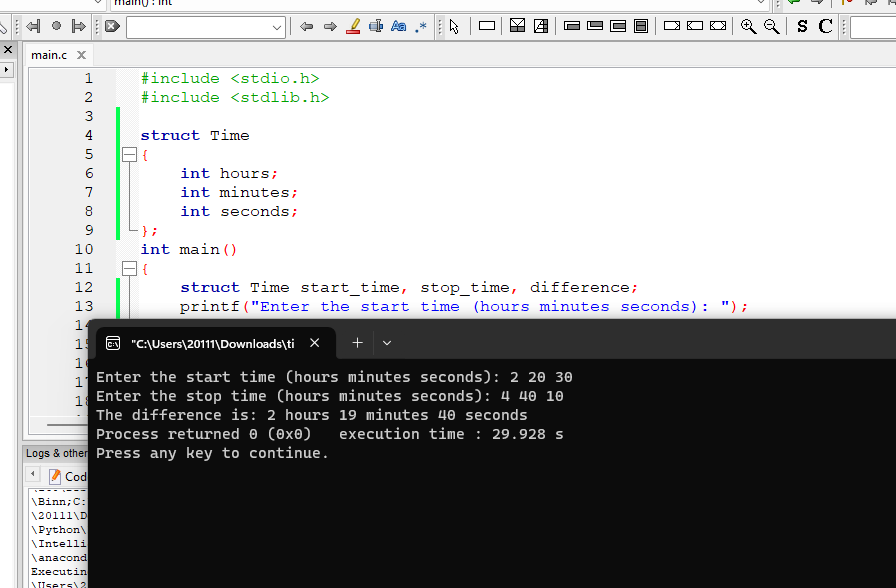 main() : int
Aa .*
S C
main.c
1 #include <stdio.h>
2 #include <stdlib.h>
3
4 struct Time
5 {
6 int hours;
7 int minutes;
8 int seconds;
9 };
10 int main()
11 {
12 struct Time start_time, stop_time, difference;
13 printf("Enter the start time (hours minutes seconds): ");
14
"C:\Users\20111\Downloads\ti
Enter the start time (hours minutes seconds): 2 20 30
Enter the stop time (hours minutes seconds): 4 40 10
The difference is: 2 hours 19 minutes 40 seconds
Process returned 0 (0x0) execution time : 29.928 s
Press any key to continue.
Logs & other
Cod
\Binn;C:
\20111\D
\Python\
\Intelli
\anacond
Executin
\Users\2